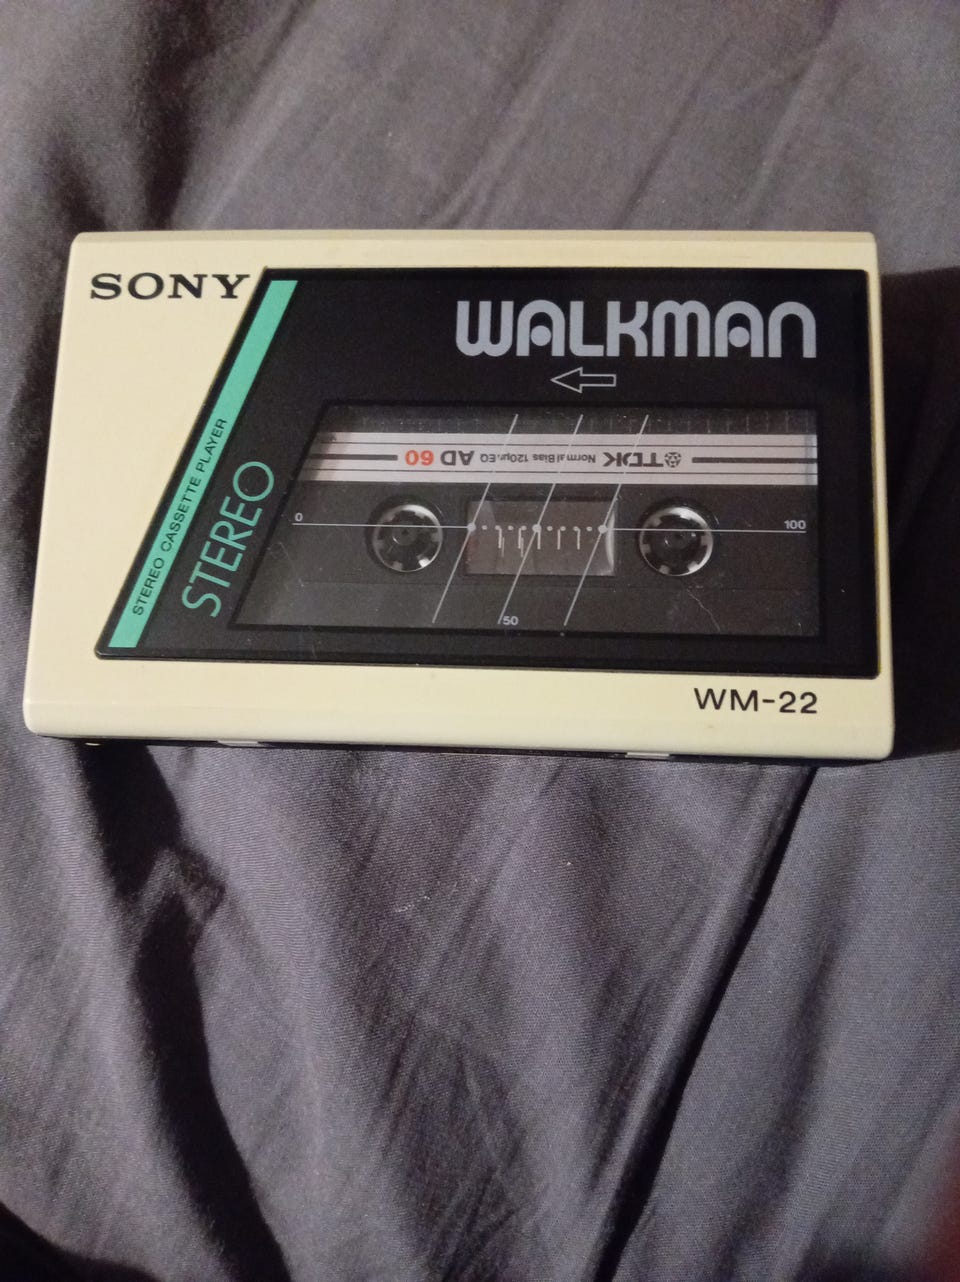 SONY
WALKMAN
STEREO CASSETTE PLAYER
STEREO
TDK Normal Bias 120μs.EQ AD 60
0
100
50
WM-22